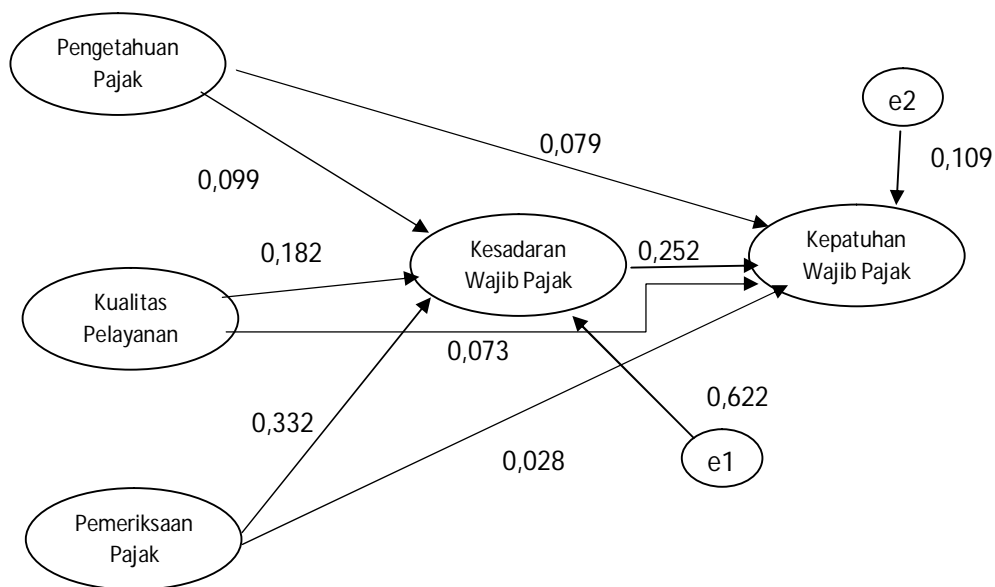 Pengetahuan
Pajak
e2
0,079
0,109
0,099
Kesadaran
Wajib Pajak
0,252
Kepatuhan
Wajib Pajak
0,182
Kualitas
Pelayanan
0,073
0,332
0,622
0,028
e1
Pemeriksaan
Pajak